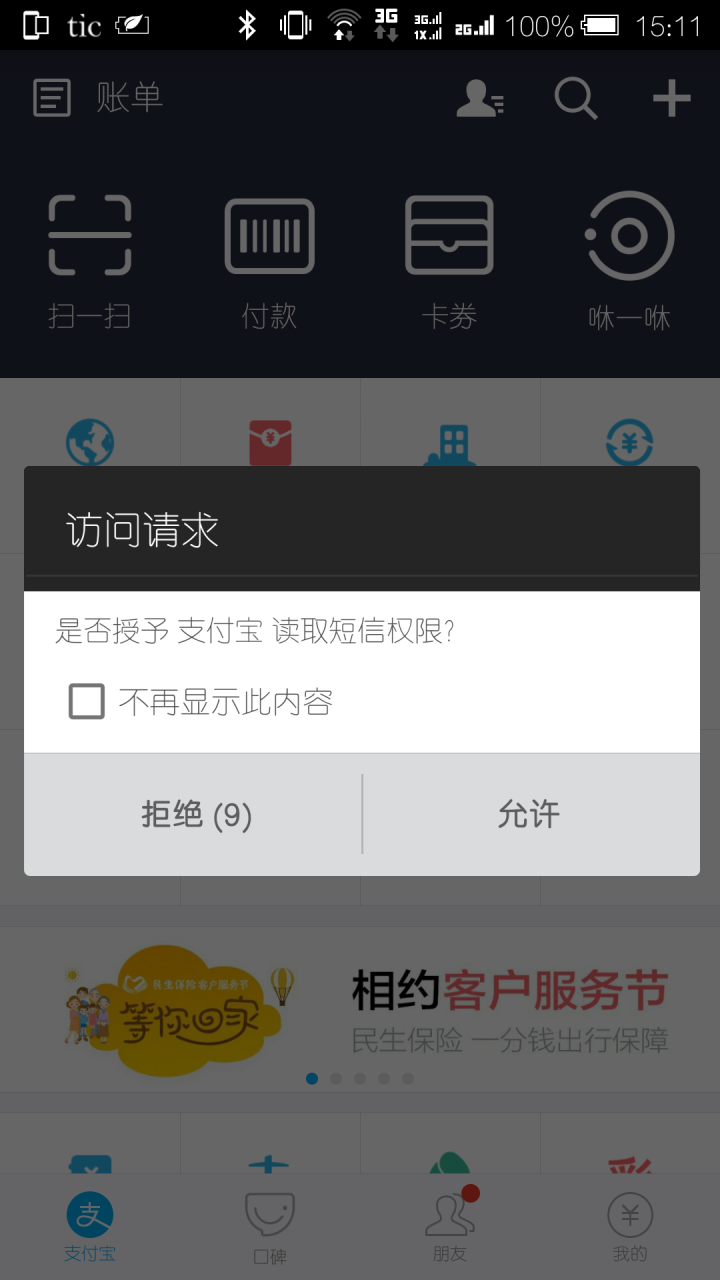 tic 3G 3G 1X 2G 100% 15:11
账单
扫一扫 付款 卡券 咻一咻
访问请求
是否授予 支付宝 读取短信权限?
不再显示此内容
拒绝 (9) 允许
民生保险客户服务节
等你回家
相约客户服务节
民生保险 一分钱出行保障
支付宝 口碑 朋友 我的